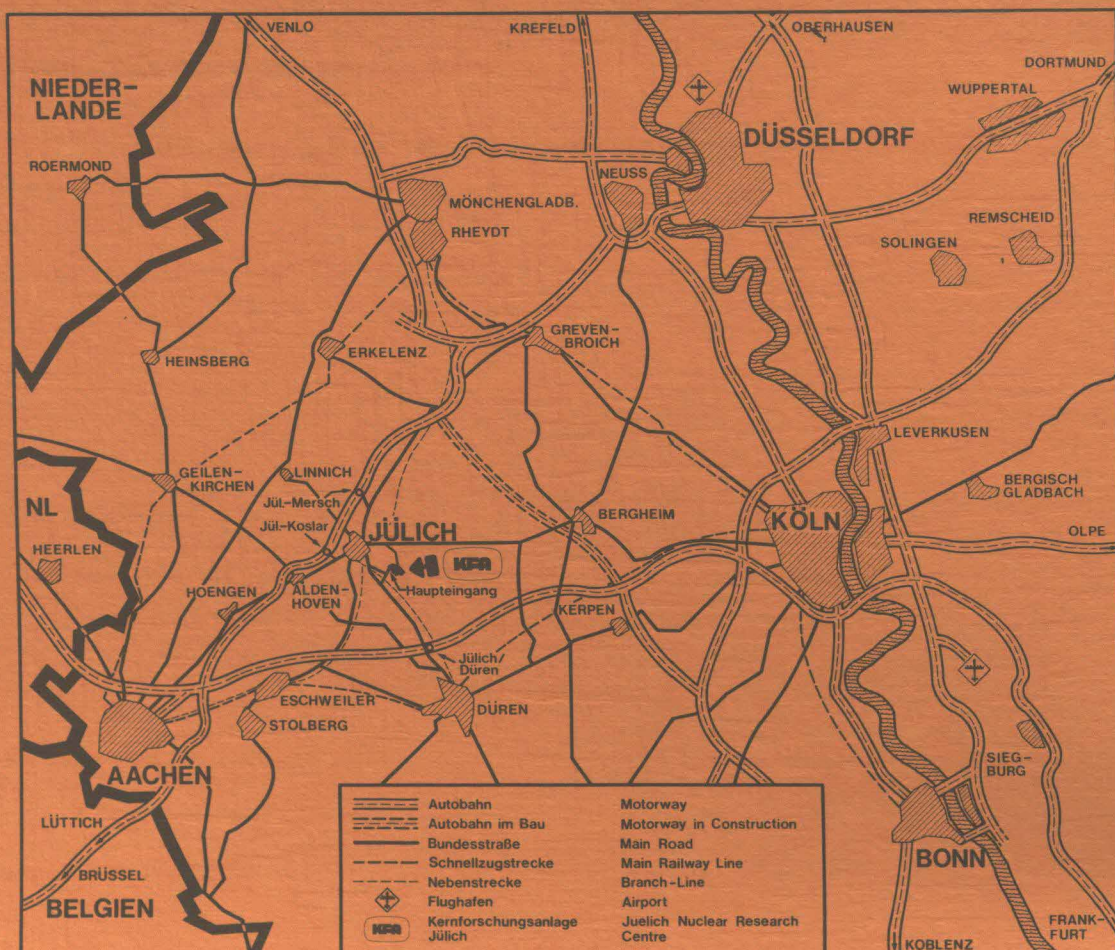 VENLO
KREFELD
OBERHAUSEN
DORTMUND
NIEDER-
LANDE
WUPPERTAL
DÜSSELDORF
ROERMOND
NEUSS
MÖNCHENGLADB.
RHEYDT
REMSCHEID
SOLINGEN
GREVEN-
BROICH
ERKELENZ
HEINSBERG
LEVERKUSEN
GEILEN-
KIRCHEN
LINNICH
BERGISCH
GLADBACH
Jül.-Mersch
NL
KÖLN
BERGHEIM
Jül.-Koslar
JÜLICH
OLPE
HEERLEN
KFA
ALDEN-
HOVEN
Haupteingang
HOENGEN
KERPEN
Jülich/
Düren
ESCHWEILER
DÜREN
STOLBERG
AACHEN
SIEG-
BURG
LÜTTICH
BONN
BRÜSSEL
BELGIEN
FRANK-
FURT
KOBLENZ
Autobahn Motorway
Autobahn im Bau Motorway in Construction
Bundesstraße Main Road
Schnellzugstrecke Main Railway Line
Nebenstrecke Branch-Line
Flughafen Airport
KFA Kernforschungsanlage Juelich Nuclear Research
Jülich Centre